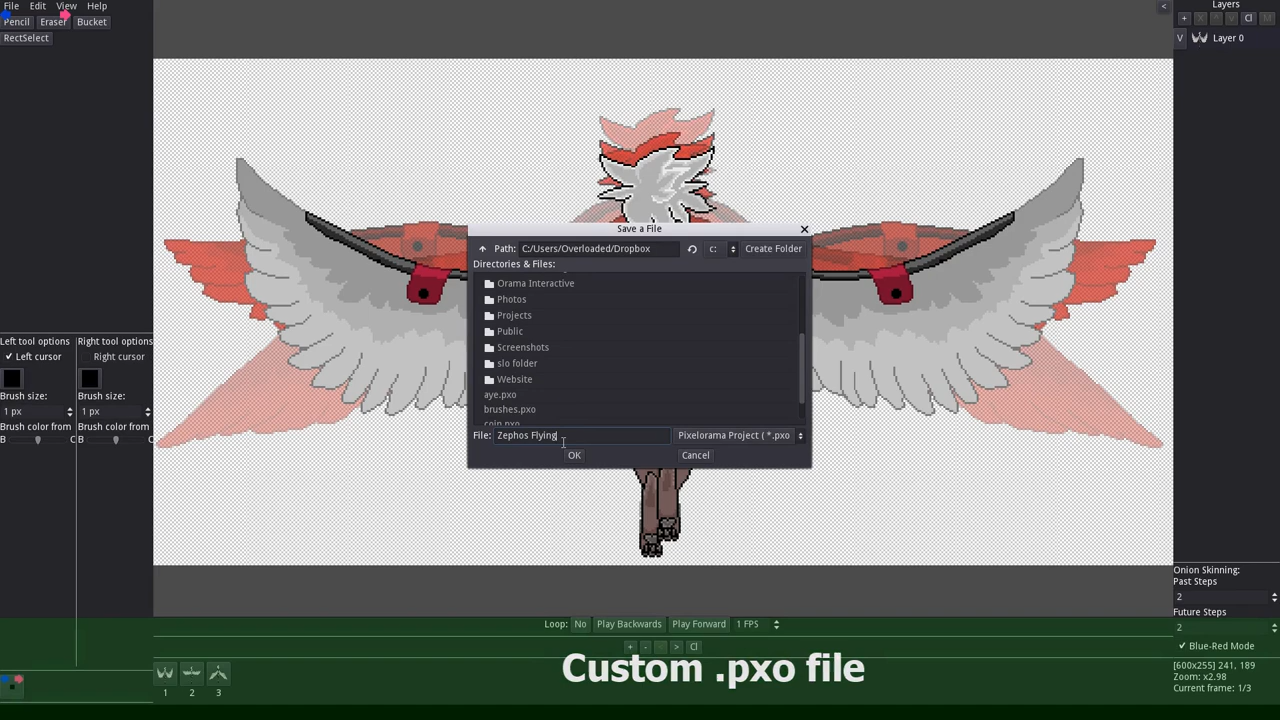 File Edit View Help
Pencil Eraser Bucket
RectSelect
<
Layers
+ X ^ V Cl M
V Layer 0
Save a File
Path: C:/Users/Overloaded/Dropbox c: Create Folder
Directories & Files:
Orama Interactive
Photos
Projects
Public
Screenshots
slo folder
Website
aye.pxo
brushes.pxo
coin.pxo
File: Zephos Flying Pixelorama Project ( *.pxo
OK Cancel
Left tool options Right tool options
Left cursor Right cursor
Brush size: Brush size:
1 px 1 px
Brush color from Brush color from
B B
Onion Skinning:
Past Steps
2
Future Steps
2
Blue-Red Mode
[600x255] 241, 189
Zoom: x2.98
Current frame: 1/3
Loop: No Play Backwards Play Forward 1 FPS
+ - < > Cl
1 2 3
Custom .pxo file